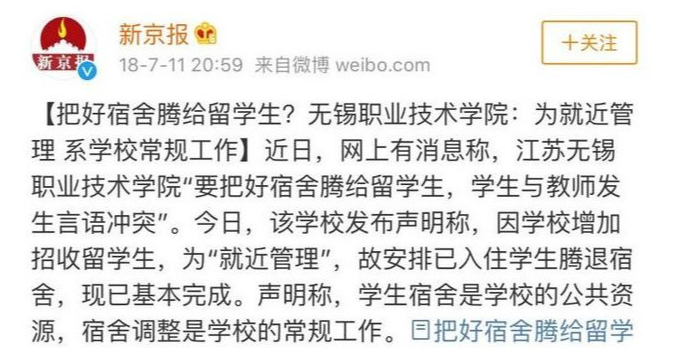 新京报
新京报
18-7-11 20:59 来自微博 weibo.com
+关注
【把好宿舍腾给留学生？无锡职业技术学院：为就近管
理 系学校常规工作】近日，网上有消息称，江苏无锡
职业技术学院“要把好宿舍腾给留学生，学生与教师发
生言语冲突”。今日，该学校发布声明称，因学校增加
招收留学生，为“就近管理”，故安排已入住学生腾退宿
舍，现已基本完成。声明称，学生宿舍是学校的公共资
源，宿舍调整是学校的常规工作。把好宿舍腾给留学